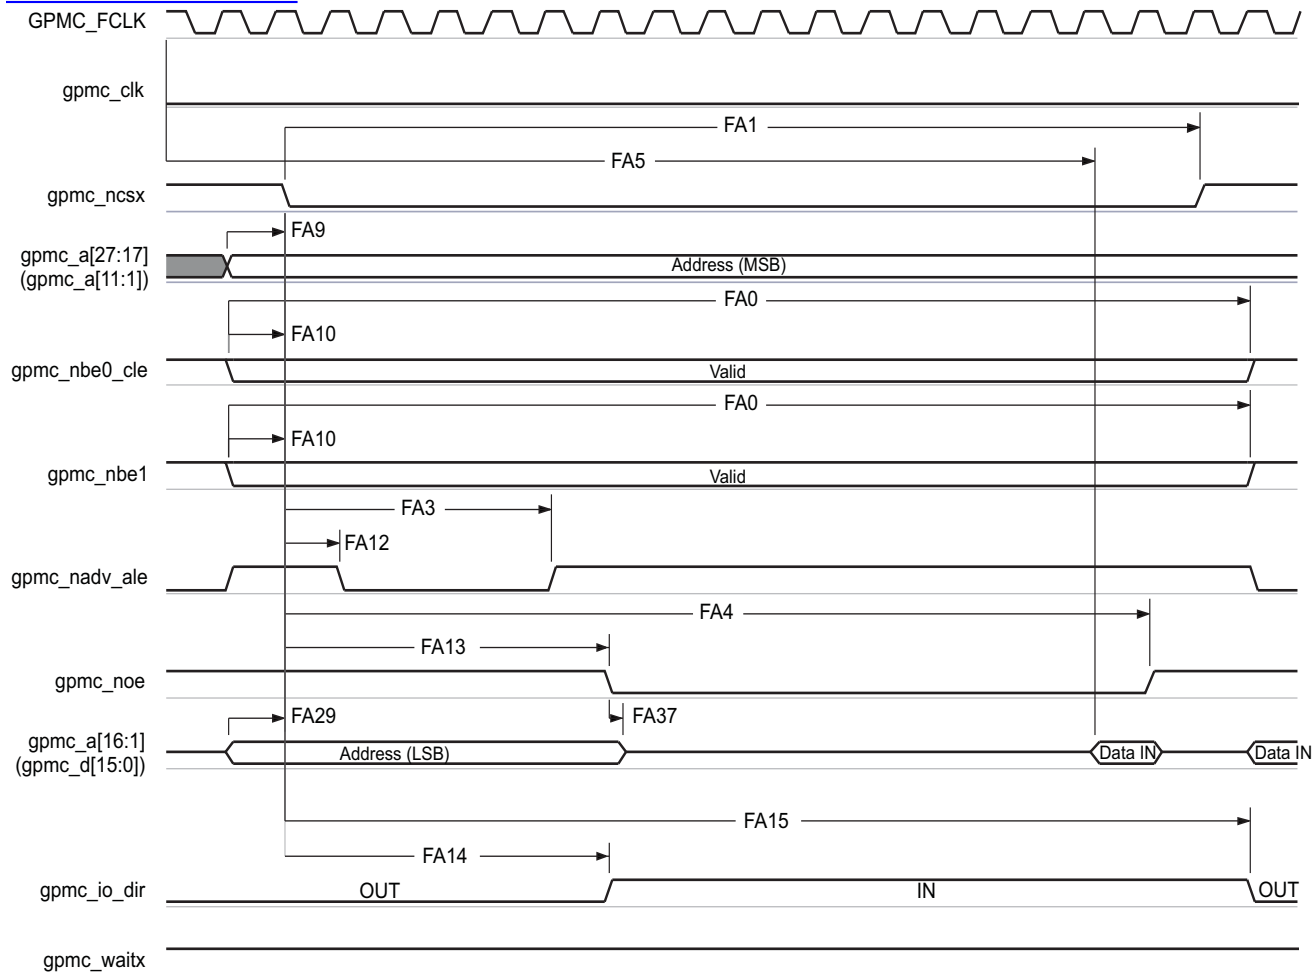 GPMC_FCLK
gpmc_clk
FA1
FA5
gpmc_ncsx
FA9
gpmc_a[27:17]
(gpmc_a[11:1])
Address (MSB)
FA0
FA10
gpmc_nbe0_cle
Valid
FA0
FA10
gpmc_nbe1
Valid
FA3
FA12
gpmc_nadv_ale
FA4
FA13
gpmc_noe
FA29
FA37
gpmc_a[16:1]
(gpmc_d[15:0])
Address (LSB)
Data IN
Data IN
FA15
FA14
gpmc_io_dir
OUT
IN
OUT
gpmc_waitx